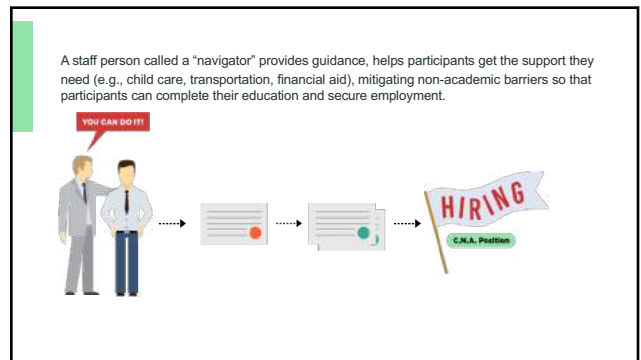 A staff person called a “navigator” provides guidance, helps participants get the support they
need (e.g., child care, transportation, financial aid), mitigating non-academic barriers so that
participants can complete their education and secure employment.
YOU CAN DO IT!
HIRING
C.N.A. Position